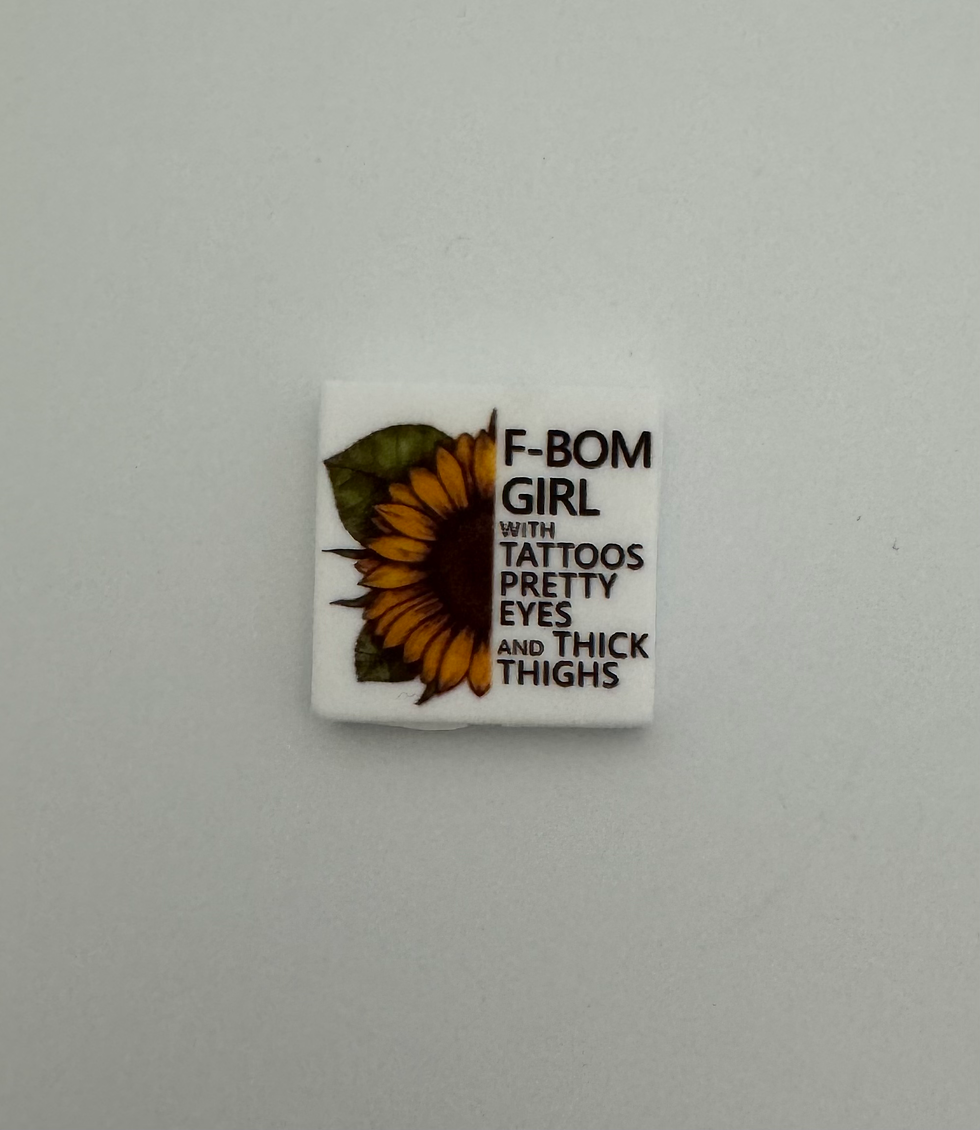 F-BOM
GIRL
WITH
TATTOOS
PRETTY
EYES
AND THICK
THIGHS